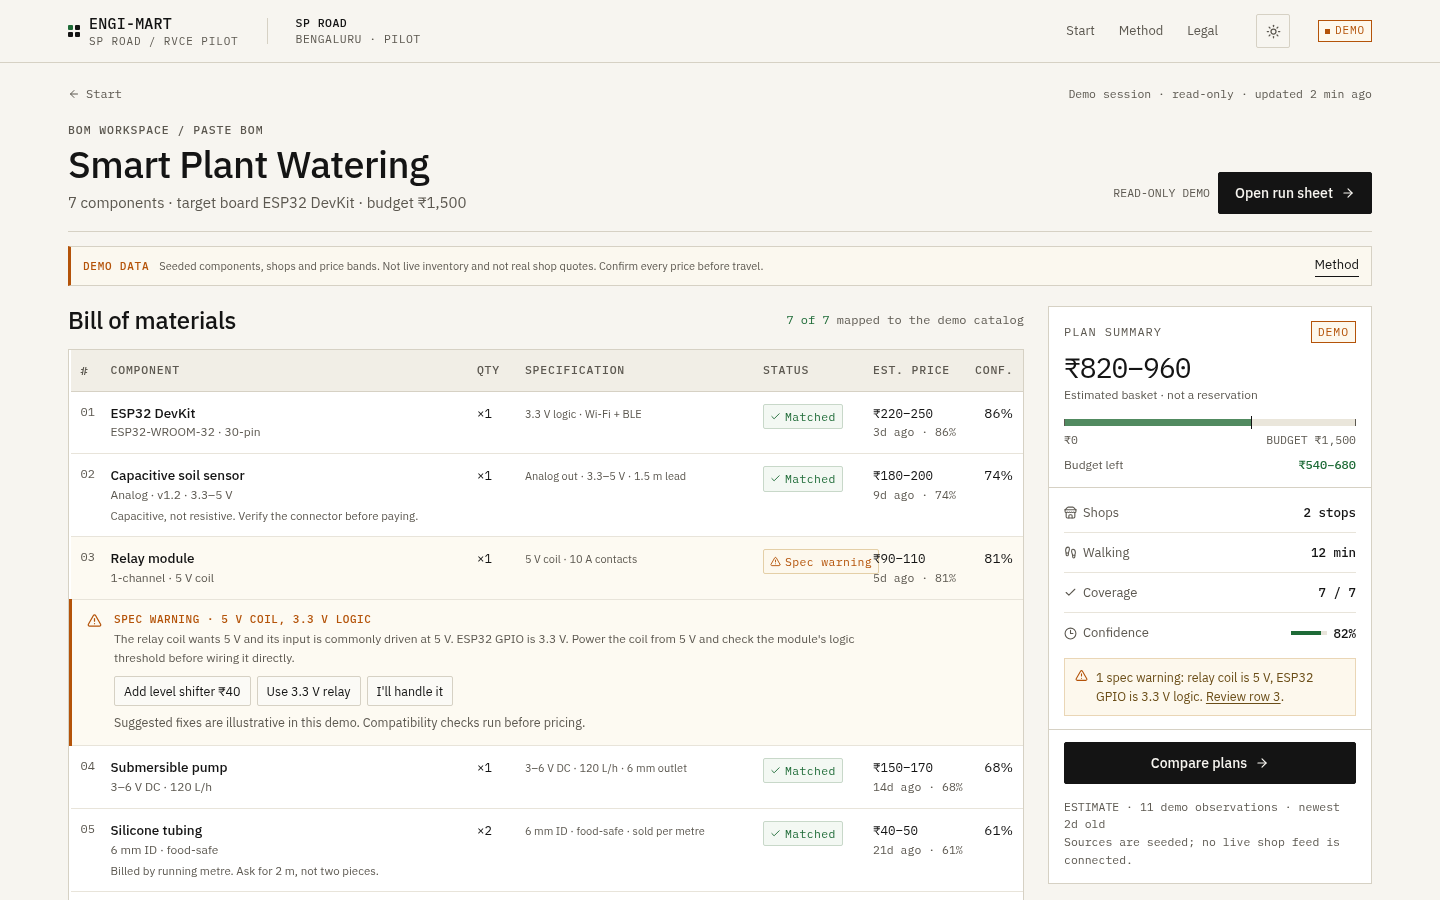 ENGI-MART
SP ROAD / RVCE PILOT
SP ROAD
BENGALURU · PILOT
Start
Method
Legal
DEMO
← Start
Demo session · read-only · updated 2 min ago
BOM WORKSPACE / PASTE BOM
Smart Plant Watering
7 components · target board ESP32 DevKit · budget ₹1,500
READ-ONLY DEMO
Open run sheet →
DEMO DATA Seeded components, shops and price bands. Not live inventory and not real shop quotes. Confirm every price before travel.
Method
Bill of materials
7 of 7 mapped to the demo catalog
# COMPONENT QTY SPECIFICATION STATUS EST. PRICE CONF.
01 ESP32 DevKit ×1 3.3 V logic · Wi-Fi + BLE Matched ₹220–250 86%
ESP32-WROOM-32 · 30-pin 3d ago · 86%
02 Capacitive soil sensor ×1 Analog out · 3.3–5 V · 1.5 m lead Matched ₹180–200 74%
Analog · v1.2 · 3.3–5 V 9d ago · 74%
Capacitive, not resistive. Verify the connector before paying.
03 Relay module ×1 5 V coil · 10 A contacts Spec warning ₹90–110 81%
1-channel · 5 V coil 5d ago · 81%
SPEC WARNING · 5 V COIL, 3.3 V LOGIC
The relay coil wants 5 V and its input is commonly driven at 5 V. ESP32 GPIO is 3.3 V. Power the coil from 5 V and check the module's logic
threshold before wiring it directly.
Add level shifter ₹40 Use 3.3 V relay I'll handle it
Suggested fixes are illustrative in this demo. Compatibility checks run before pricing.
04 Submersible pump ×1 3–6 V DC · 120 L/h · 6 mm outlet Matched ₹150–170 68%
3–6 V DC · 120 L/h 14d ago · 68%
05 Silicone tubing ×2 6 mm ID · food-safe · sold per metre Matched ₹40–50 61%
6 mm ID · food-safe 21d ago · 61%
Billed by running metre. Ask for 2 m, not two pieces.
PLAN SUMMARY DEMO
₹820–960
Estimated basket · not a reservation
₹0 BUDGET ₹1,500
Budget left ₹540–680
Shops 2 stops
Walking 12 min
Coverage 7 / 7
Confidence 82%
1 spec warning: relay coil is 5 V, ESP32
GPIO is 3.3 V logic. Review row 3.
Compare plans →
ESTIMATE · 11 demo observations · newest
2d old
Sources are seeded; no live shop feed is
connected.